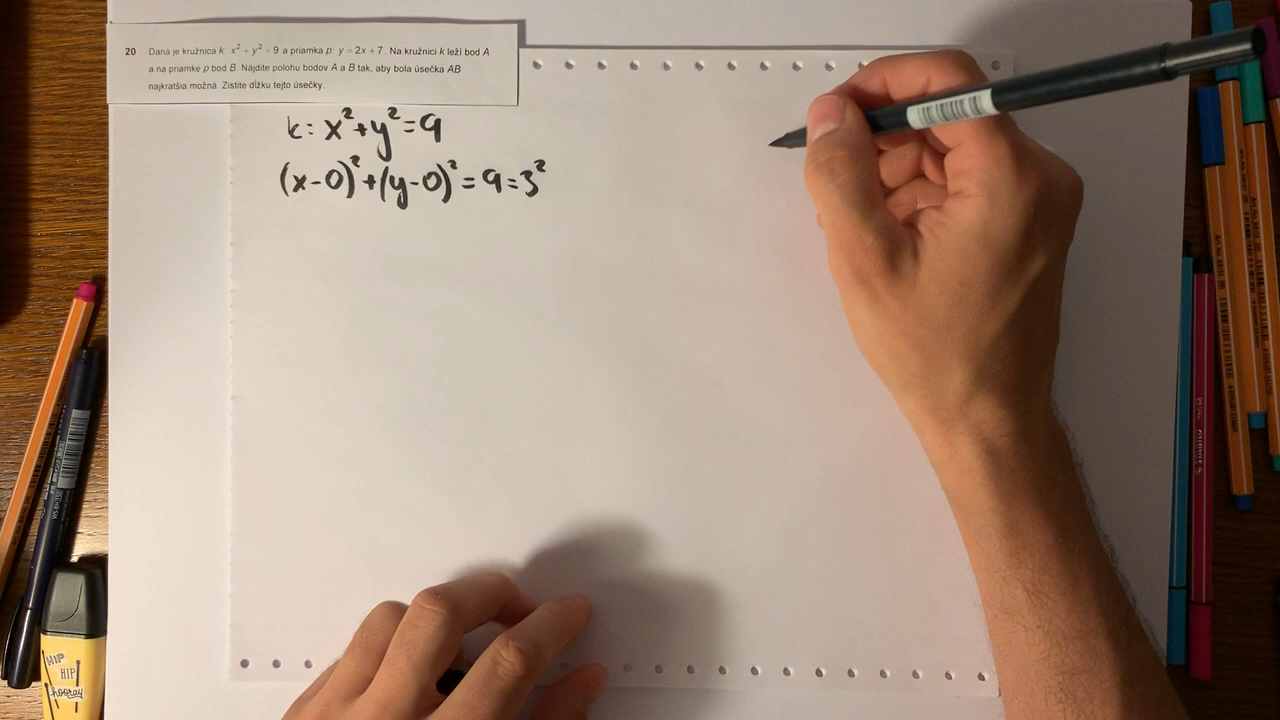 20 Daná je kružnica k: x² + y² = 9 a priamka p: y = 2x + 7. Na kružnici k leží bod A
a na priamke p bod B. Nájdite polohu bodov A a B tak, aby bola úsečka AB
najkratšia možná. Zistite dĺžku tejto úsečky.
k: x²+y²=9
(x-0)²+(y-0)²=9=3²
HIP
HIP
hooray